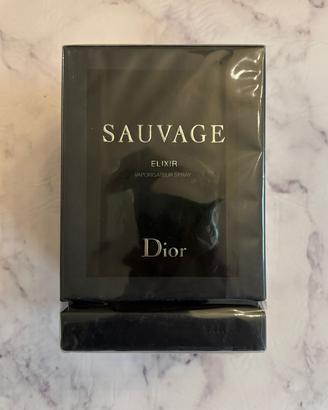 SAUVAGE
ELIXIR
VAPORISATEUR SPRAY
Dior